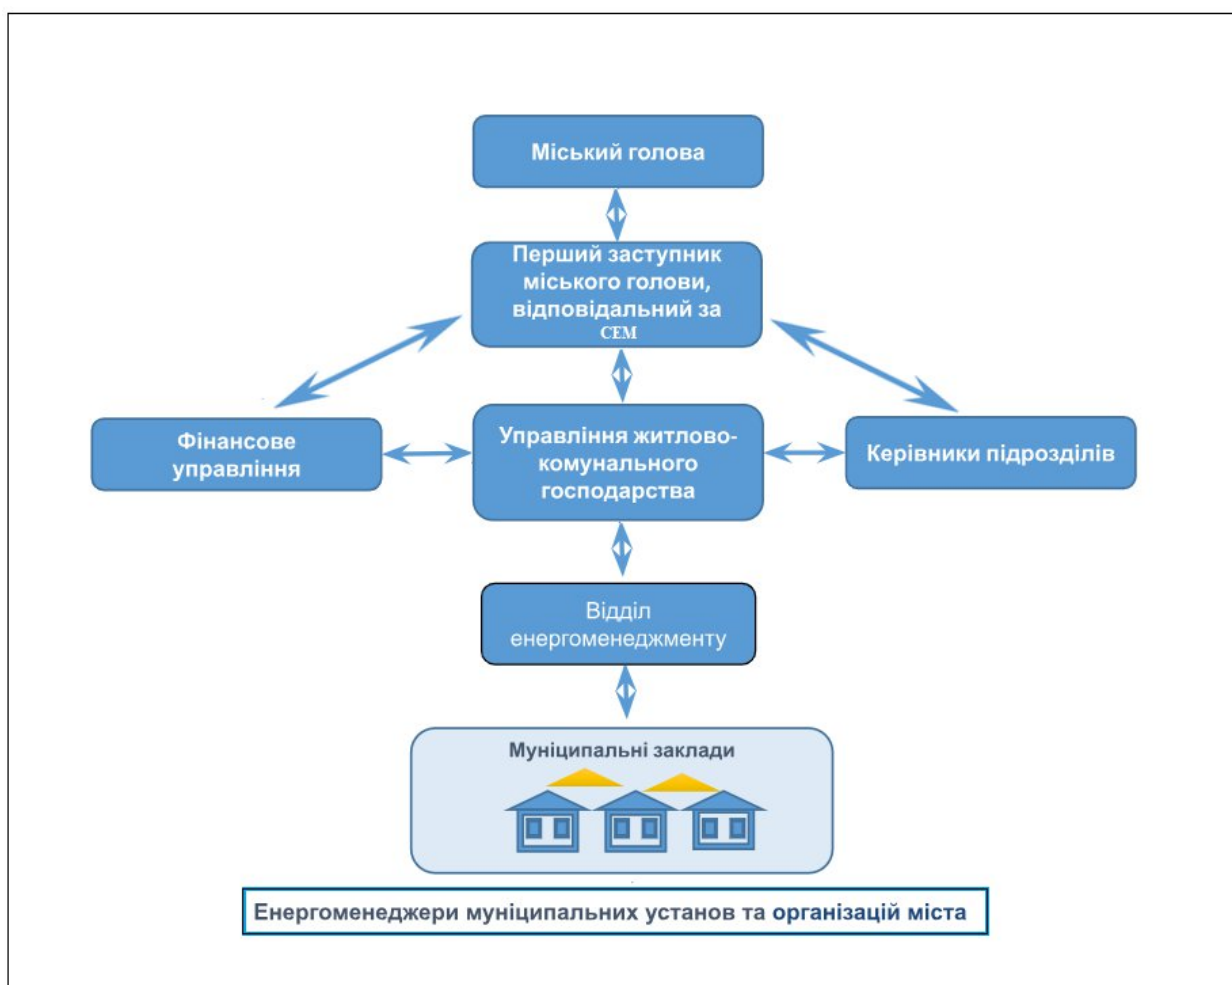 Міський голова
Перший заступник
міського голови,
відповідальний за
СЕМ
Фінансове
управління
Управління житлово-
комунального
господарства
Керівники підрозділів
Відділ
енергоменеджменту
Муніципальні заклади
Енергоменеджери муніципальних установ та організацій міста